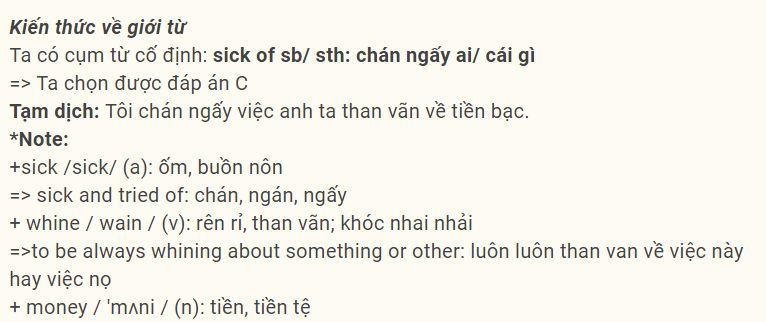 Kiến thức về giới từ
Ta có cụm từ cố định: sick of sb/ sth: chán ngấy ai/ cái gì
=> Ta chọn được đáp án C
Tạm dịch: Tôi chán ngấy việc anh ta than vãn về tiền bạc.
*Note:
+sick /sick/ (a): ốm, buồn nôn
=> sick and tried of: chán, ngán, ngấy
+ whine / wain / (v): rên rỉ, than vãn; khóc nhai nhải
=>to be always whining about something or other: luôn luôn than van về việc này
hay việc nọ
+ money / 'mʌni / (n): tiền, tiền tệ